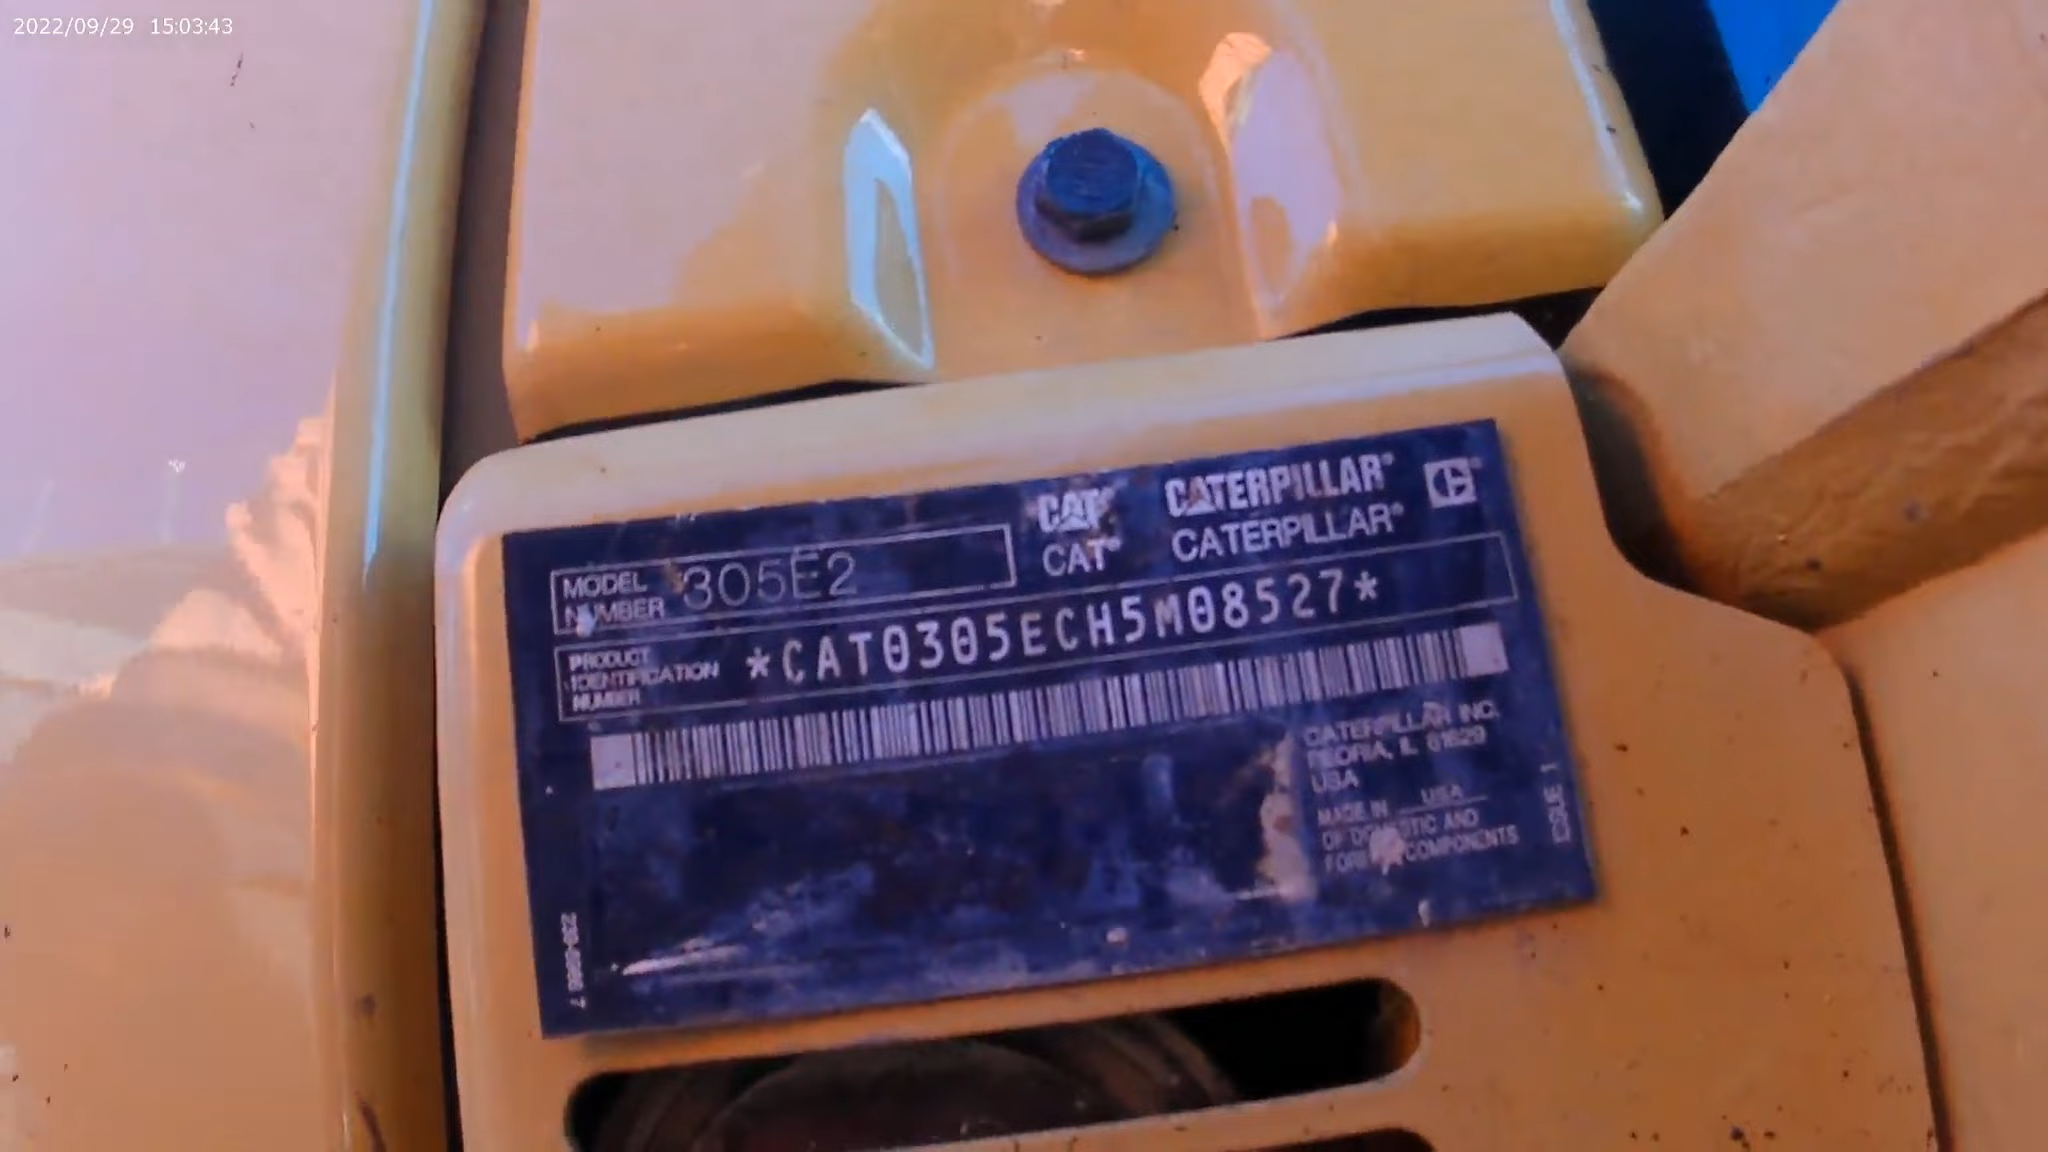 2022/09/29 15:03:43
CAT® CATERPILLAR®
CAT® CATERPILLAR®
MODEL NUMBER 305E2
PRODUCT IDENTIFICATION NUMBER *CAT0305ECH5M08527*
CATERPILLAR INC.
PEORIA, IL 61629
USA
MADE IN USA
OF DOMESTIC AND
FOREIGN COMPONENTS